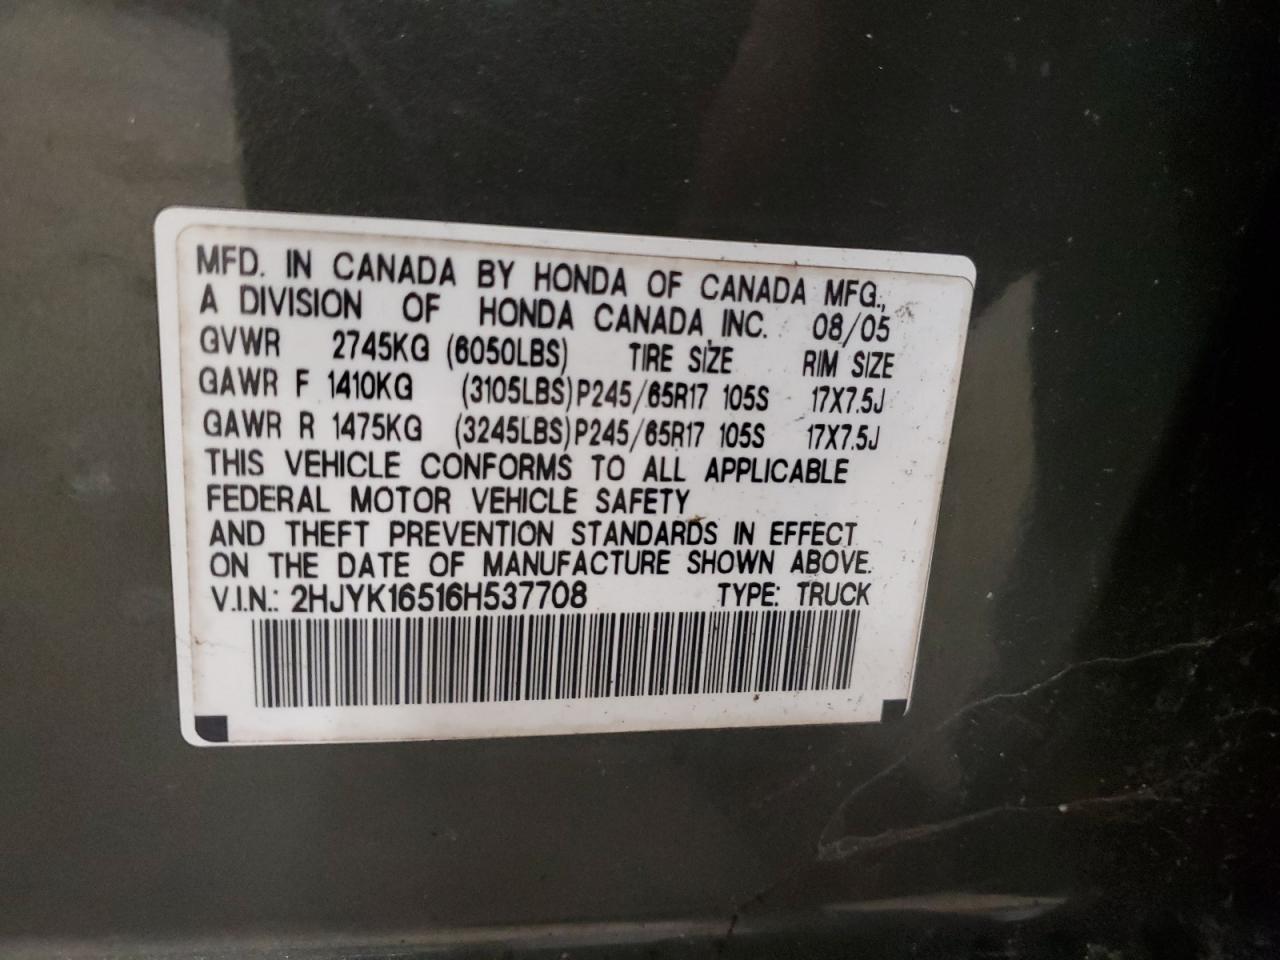 MFD. IN CANADA BY HONDA OF CANADA MFG.,
A DIVISION OF HONDA CANADA INC. 08/05
GVWR 2745KG (6050LBS) TIRE SIZE RIM SIZE
GAWR F 1410KG (3105LBS) P245/65R17 105S 17X7.5J
GAWR R 1475KG (3245LBS) P245/65R17 105S 17X7.5J
THIS VEHICLE CONFORMS TO ALL APPLICABLE
FEDERAL MOTOR VEHICLE SAFETY
AND THEFT PREVENTION STANDARDS IN EFFECT
ON THE DATE OF MANUFACTURE SHOWN ABOVE.
V.I.N.: 2HJYK16516H537708 TYPE: TRUCK